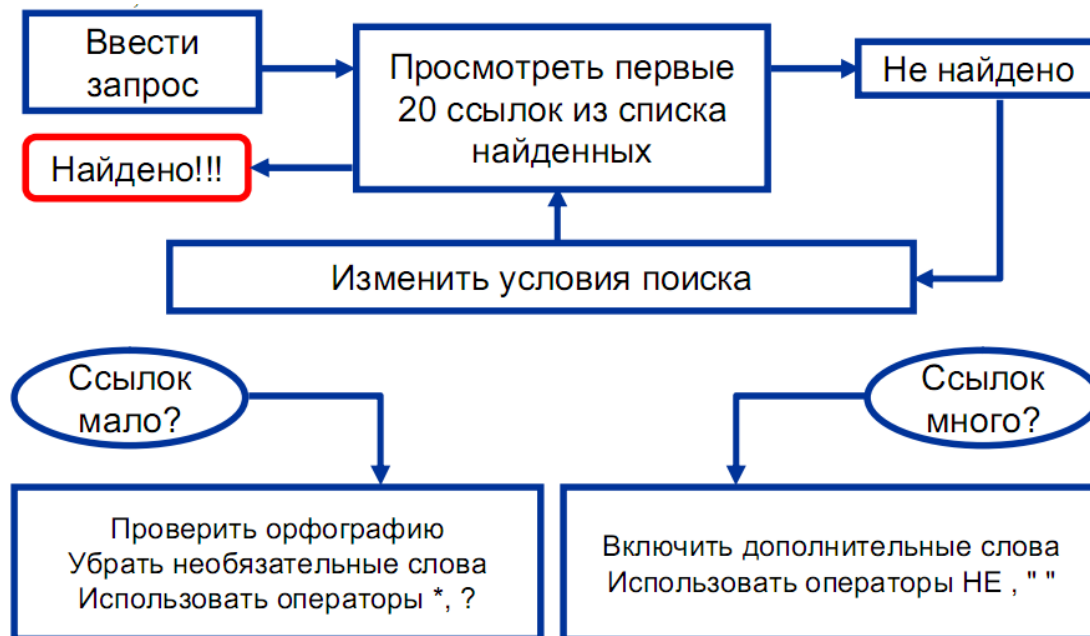 Ввести
запрос
Просмотреть первые
20 ссылок из списка
найденных
Не найдено
Найдено!!!
Изменить условия поиска
Ссылок
мало?
Ссылок
много?
Проверить орфографию
Убрать необязательные слова
Использовать операторы *, ?
Включить дополнительные слова
Использовать операторы НЕ , " "